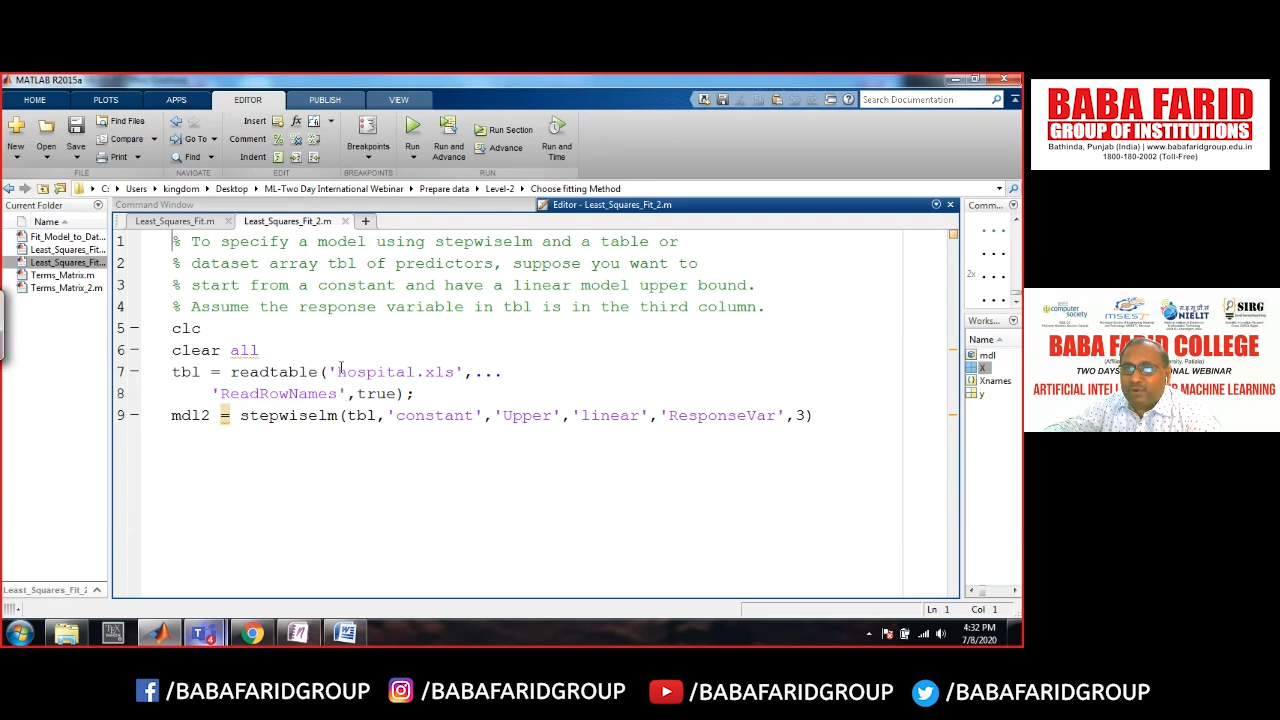 MATLAB R2015a
HOME PLOTS APPS EDITOR PUBLISH VIEW Search Documentation
New Open Save Find Files Compare Print
Insert Comment Indent
Go To Find
Breakpoints Run Run and Advance Run Section Advance Run and Time
FILE NAVIGATE EDIT BREAKPOINTS RUN
C: Users kingdom Desktop ML-Two Day International Webinar Prepare data Level-2 Choose fitting Method
Current Folder
Name
Fit_Model_to_Dat...
Least_Squares_Fit...
Least_Squares_Fit...
Terms_Matrix.m
Terms_Matrix_2.m
Least_Squares_Fit_2
Command Window
Editor - Least_Squares_Fit_2.m
Least_Squares_Fit.m Least_Squares_Fit_2.m
1 % To specify a model using stepwiselm and a table or
2 % dataset array tbl of predictors, suppose you want to
3 % start from a constant and have a linear model upper bound.
4 % Assume the response variable in tbl is in the third column.
5 clc
6 clear all
7 tbl = readtable('hospital.xls',...
8 'ReadRowNames',true);
9 mdl2 = stepwiselm(tbl,'constant','Upper','linear','ResponseVar',3)
Comm...
...
...
2x ...
...
Works...
Name
mdl
X
Xnames
y
Ln 1 Col 1
4:32 PM
7/8/2020
BABA FARID
GROUP OF INSTITUTIONS
Bathinda, Punjab (India) | www.babafaridgroup.edu.in
1800-180-2002 (Toll-Free)
IEEE computer society MSEST NIELIT SIRG
BABA FARID COLLEGE
TWO DAYS
ARTIFICIAL
MACHINE LEARNING
/BABAFARIDGROUP /BABAFARIDGROUP /BABAFARIDGROUP /BABAFARIDGROUP